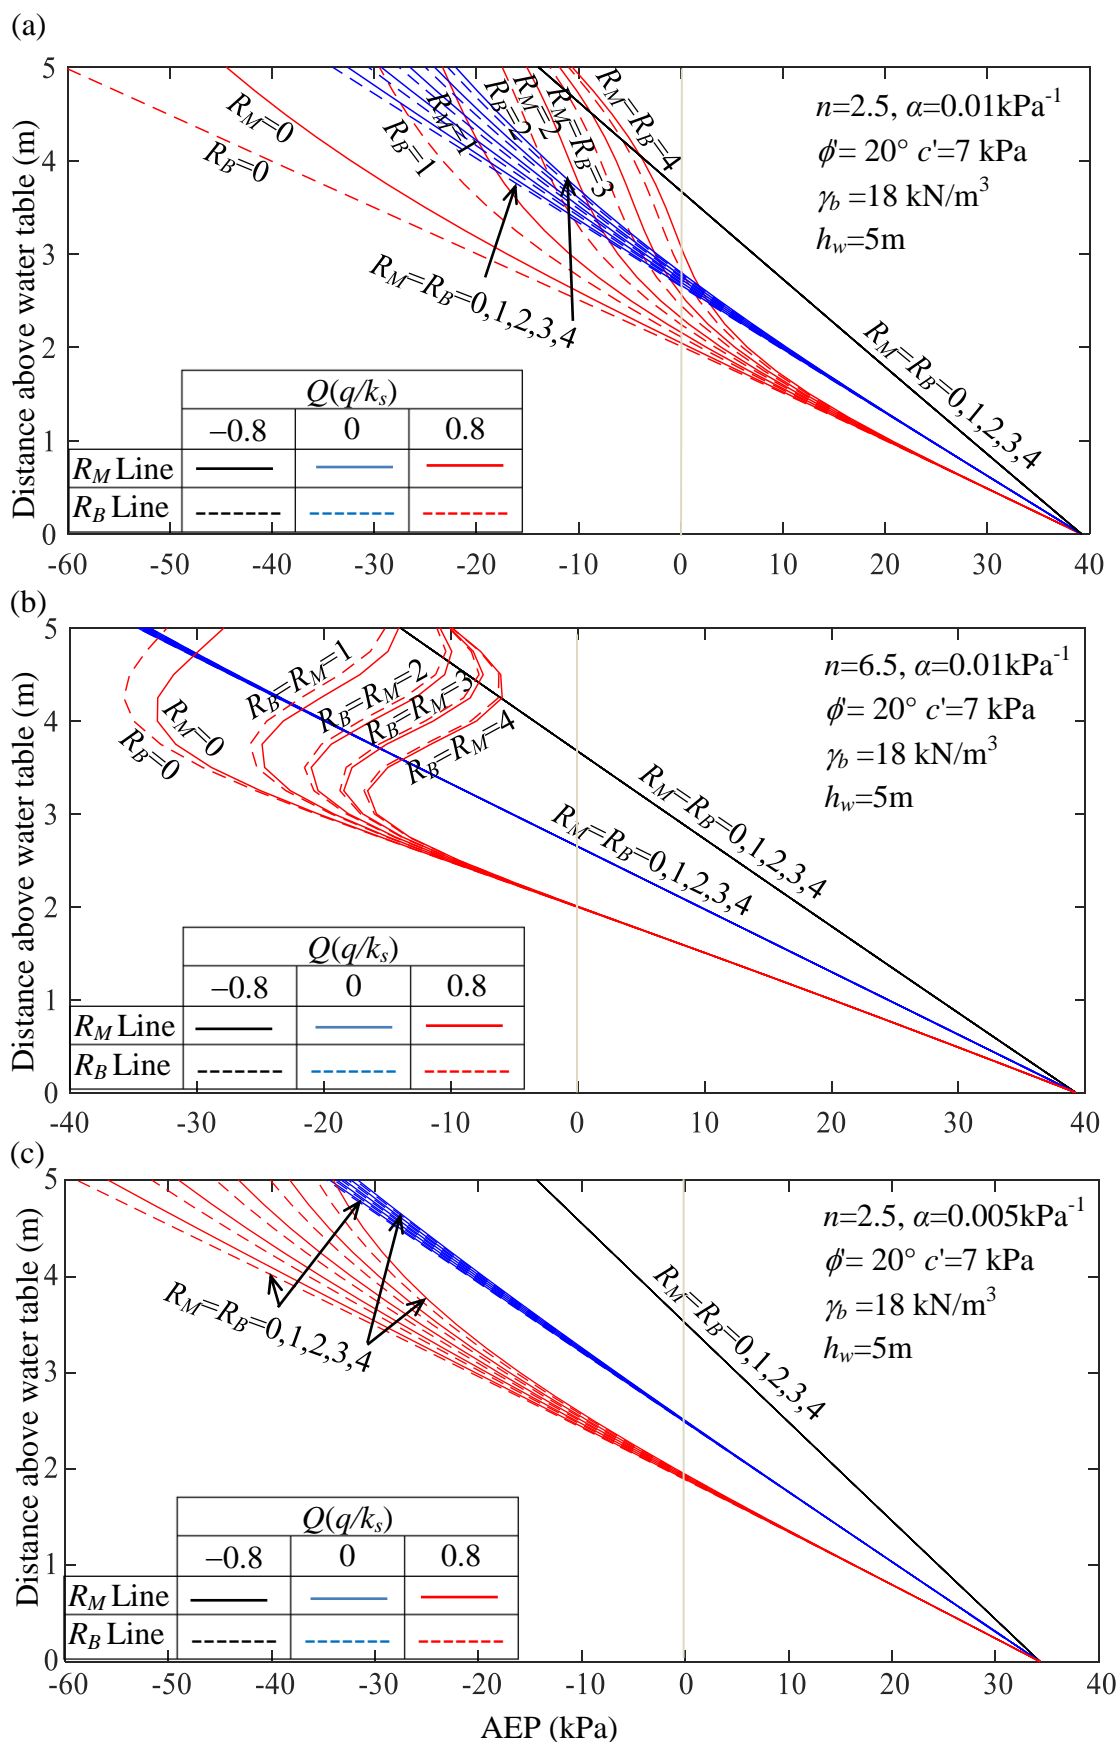 (a)
Distance above water table (m)
5
4
3
2
1
0
-60 -50 -40 -30 -20 -10 0 10 20 30 40
R_M=0
R_B=0
R_B=1
R_M=1
R_B=2
R_M=2
R_M=R_B=3
R_M=R_B=4
R_M=R_B=0,1,2,3,4
R_M=R_B=0,1,2,3,4
n=2.5, α=0.01kPa⁻¹
ϕ'= 20° c'=7 kPa
γ_b =18 kN/m³
h_w=5m
Q(q/k_s)
−0.8 0 0.8
R_M Line
R_B Line
(b)
Distance above water table (m)
5
4
3
2
1
0
-40 -30 -20 -10 0 10 20 30 40
R_M=0
R_B=0
R_B=R_M=1
R_B=R_M=2
R_B=R_M=3
R_B=R_M=4
R_M=R_B=0,1,2,3,4
R_M=R_B=0,1,2,3,4
n=6.5, α=0.01kPa⁻¹
ϕ'= 20° c'=7 kPa
γ_b =18 kN/m³
h_w=5m
Q(q/k_s)
−0.8 0 0.8
R_M Line
R_B Line
(c)
Distance above water table (m)
5
4
3
2
1
0
-60 -50 -40 -30 -20 -10 0 10 20 30 40
R_M=R_B=0,1,2,3,4
R_M=R_B=0,1,2,3,4
n=2.5, α=0.005kPa⁻¹
ϕ'= 20° c'=7 kPa
γ_b =18 kN/m³
h_w=5m
Q(q/k_s)
−0.8 0 0.8
R_M Line
R_B Line
AEP (kPa)